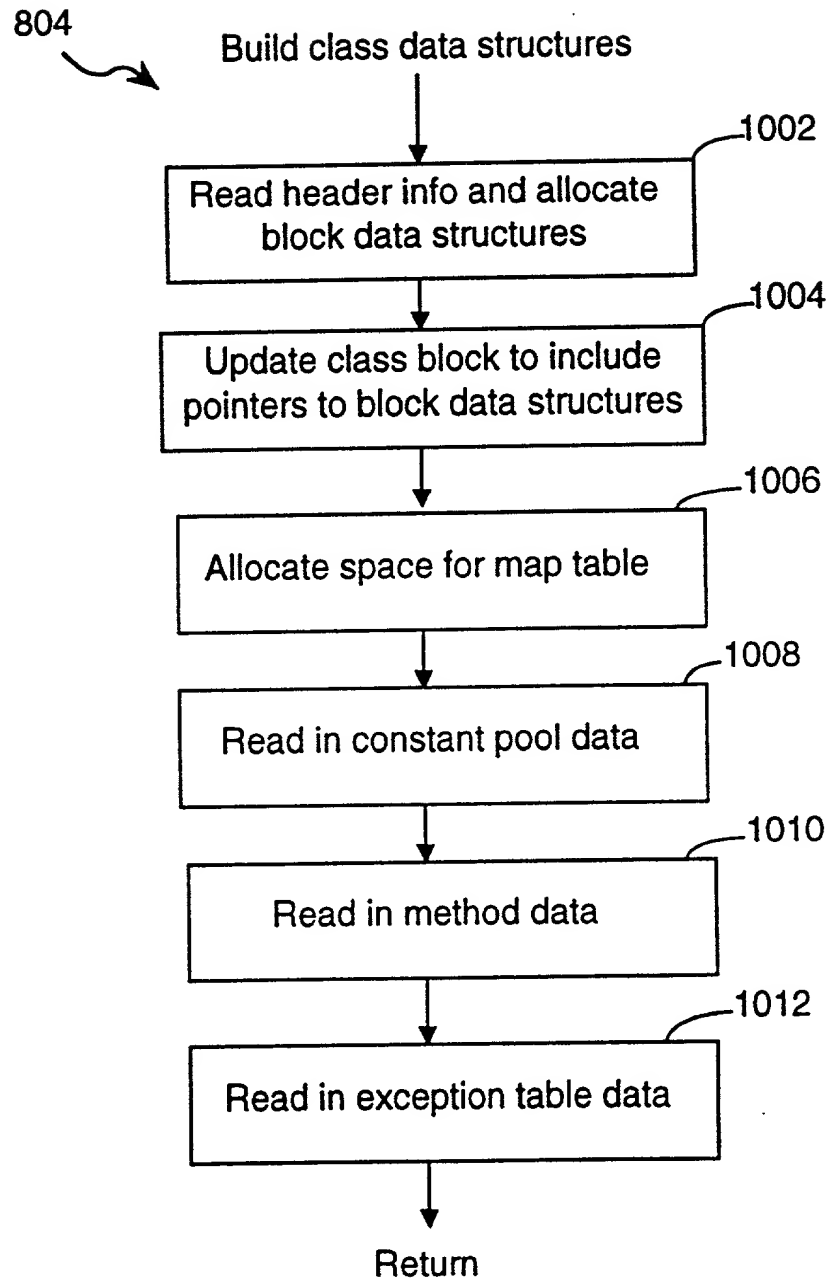 804
Build class data structures
1002
Read header info and allocate
block data structures
1004
Update class block to include
pointers to block data structures
1006
Allocate space for map table
1008
Read in constant pool data
1010
Read in method data
1012
Read in exception table data
Return